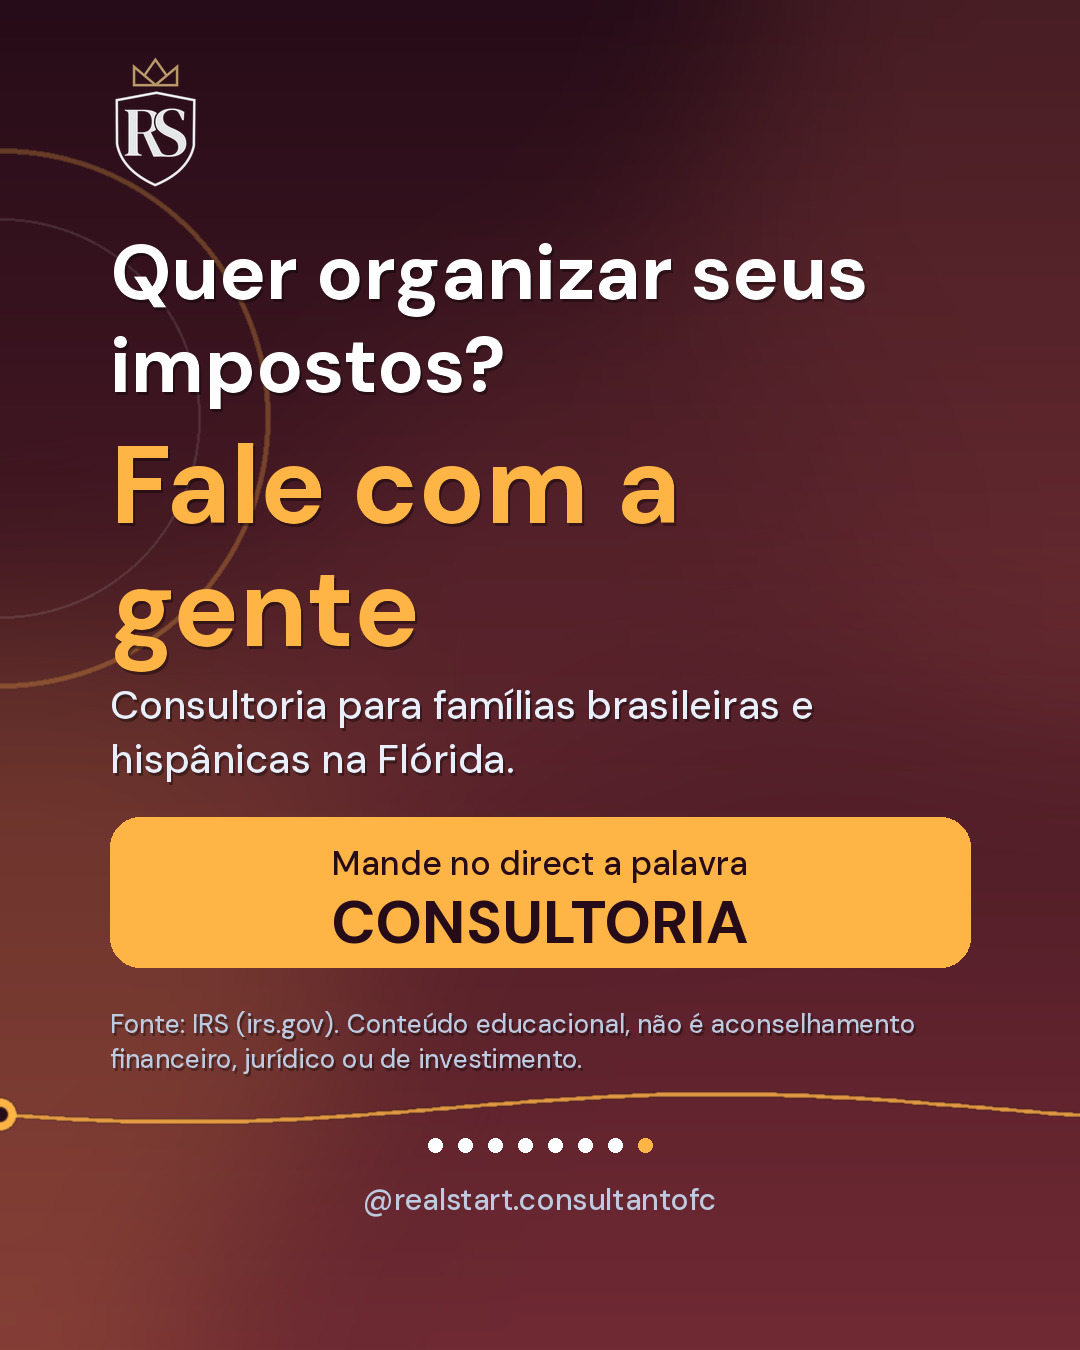 RS
Quer organizar seus
impostos?
Fale com a
gente
Consultoria para famílias brasileiras e
hispânicas na Flórida.
Mande no direct a palavra
CONSULTORIA
Fonte: IRS (irs.gov). Conteúdo educacional, não é aconselhamento
financeiro, jurídico ou de investimento.
@realstart.consultantofc